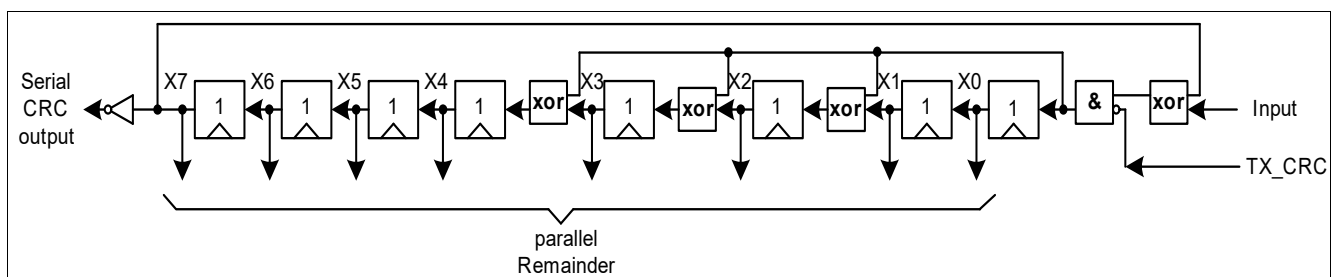 Serial
CRC
output
X7
1
X6
1
X5
1
X4
1
xor
X3
1
xor
X2
1
xor
X1
1
X0
1
&
xor
Input
TX_CRC
parallel
Remainder